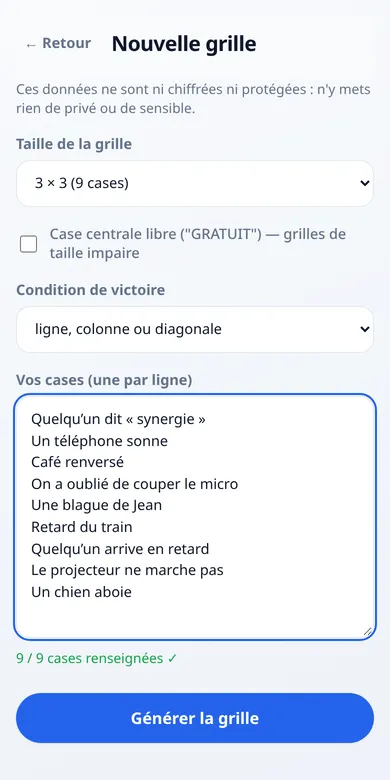 ← Retour Nouvelle grille
Ces données ne sont ni chiffrées ni protégées : n'y mets
rien de privé ou de sensible.
Taille de la grille
3 × 3 (9 cases)
Case centrale libre ("GRATUIT") — grilles de
taille impaire
Condition de victoire
ligne, colonne ou diagonale
Vos cases (une par ligne)
Quelqu’un dit « synergie »
Un téléphone sonne
Café renversé
On a oublié de couper le micro
Une blague de Jean
Retard du train
Quelqu’un arrive en retard
Le projecteur ne marche pas
Un chien aboie
9 / 9 cases renseignées ✓
Générer la grille